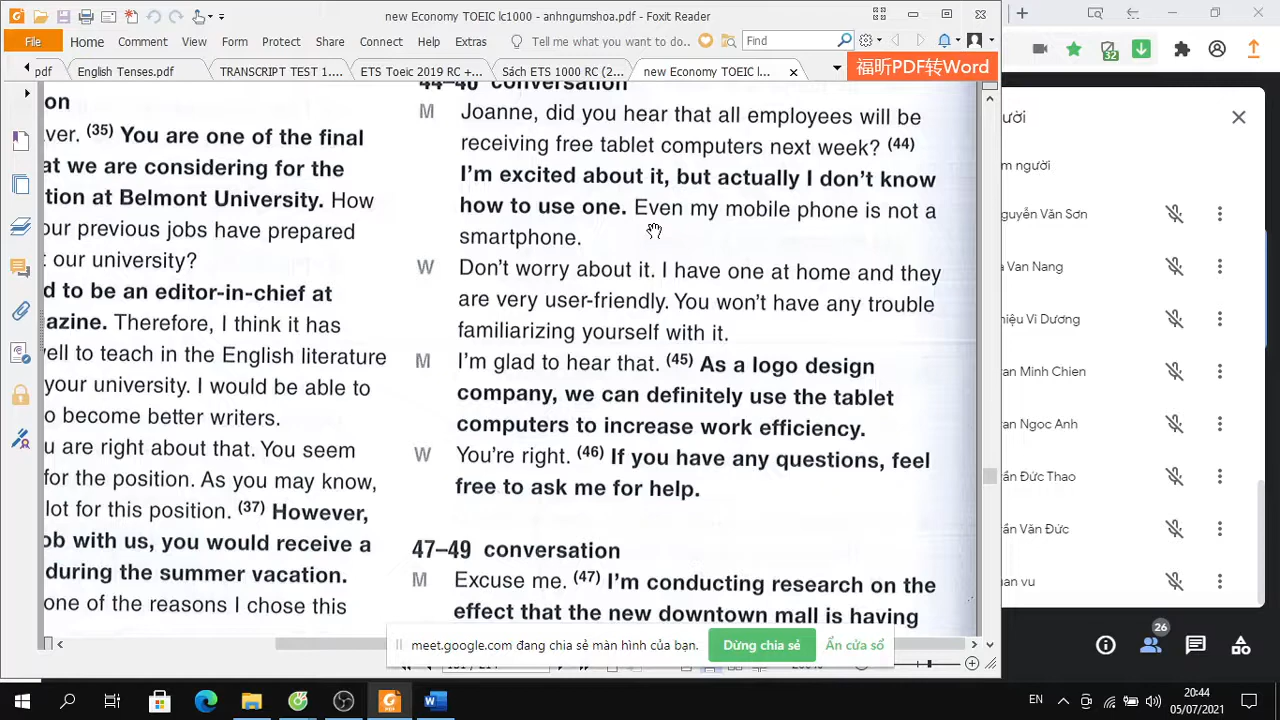 new Economy TOEIC lc1000 - anhngumshoa.pdf - Foxit Reader
File Home Comment View Form Protect Share Connect Help Extras Tell me what you want to do.. Find
pdf English Tenses.pdf TRANSCRIPT TEST 1.... ETS Toeic 2019 RC +... Sách ETS 1000 RC (2... new Economy TOEIC l... 福昕PDF转Word
32
on
ver. (35) You are one of the final
at we are considering for the
tion at Belmont University. How
our previous jobs have prepared
t our university?
d to be an editor-in-chief at
azine. Therefore, I think it has
vell to teach in the English literature
your university. I would be able to
o become better writers.
u are right about that. You seem
for the position. As you may know,
lot for this position. (37) However,
ob with us, you would receive a
during the summer vacation.
one of the reasons I chose this
44–46 conversation
M Joanne, did you hear that all employees will be
receiving free tablet computers next week? (44)
I'm excited about it, but actually I don't know
how to use one. Even my mobile phone is not a
smartphone.
W Don't worry about it. I have one at home and they
are very user-friendly. You won't have any trouble
familiarizing yourself with it.
M I'm glad to hear that. (45) As a logo design
company, we can definitely use the tablet
computers to increase work efficiency.
W You're right. (46) If you have any questions, feel
free to ask me for help.
47–49 conversation
M Excuse me. (47) I'm conducting research on the
effect that the new downtown mall is having
ười
m người
guyễn Văn Sơn
a Van Nang
hiệu Vi Dương
ran Minh Chien
an Ngoc Anh
rần Đức Thao
rần Văn Đức
an vu
26
meet.google.com đang chia sẻ màn hình của bạn. Dừng chia sẻ Ẩn cửa sổ
EN 20:44
05/07/2021